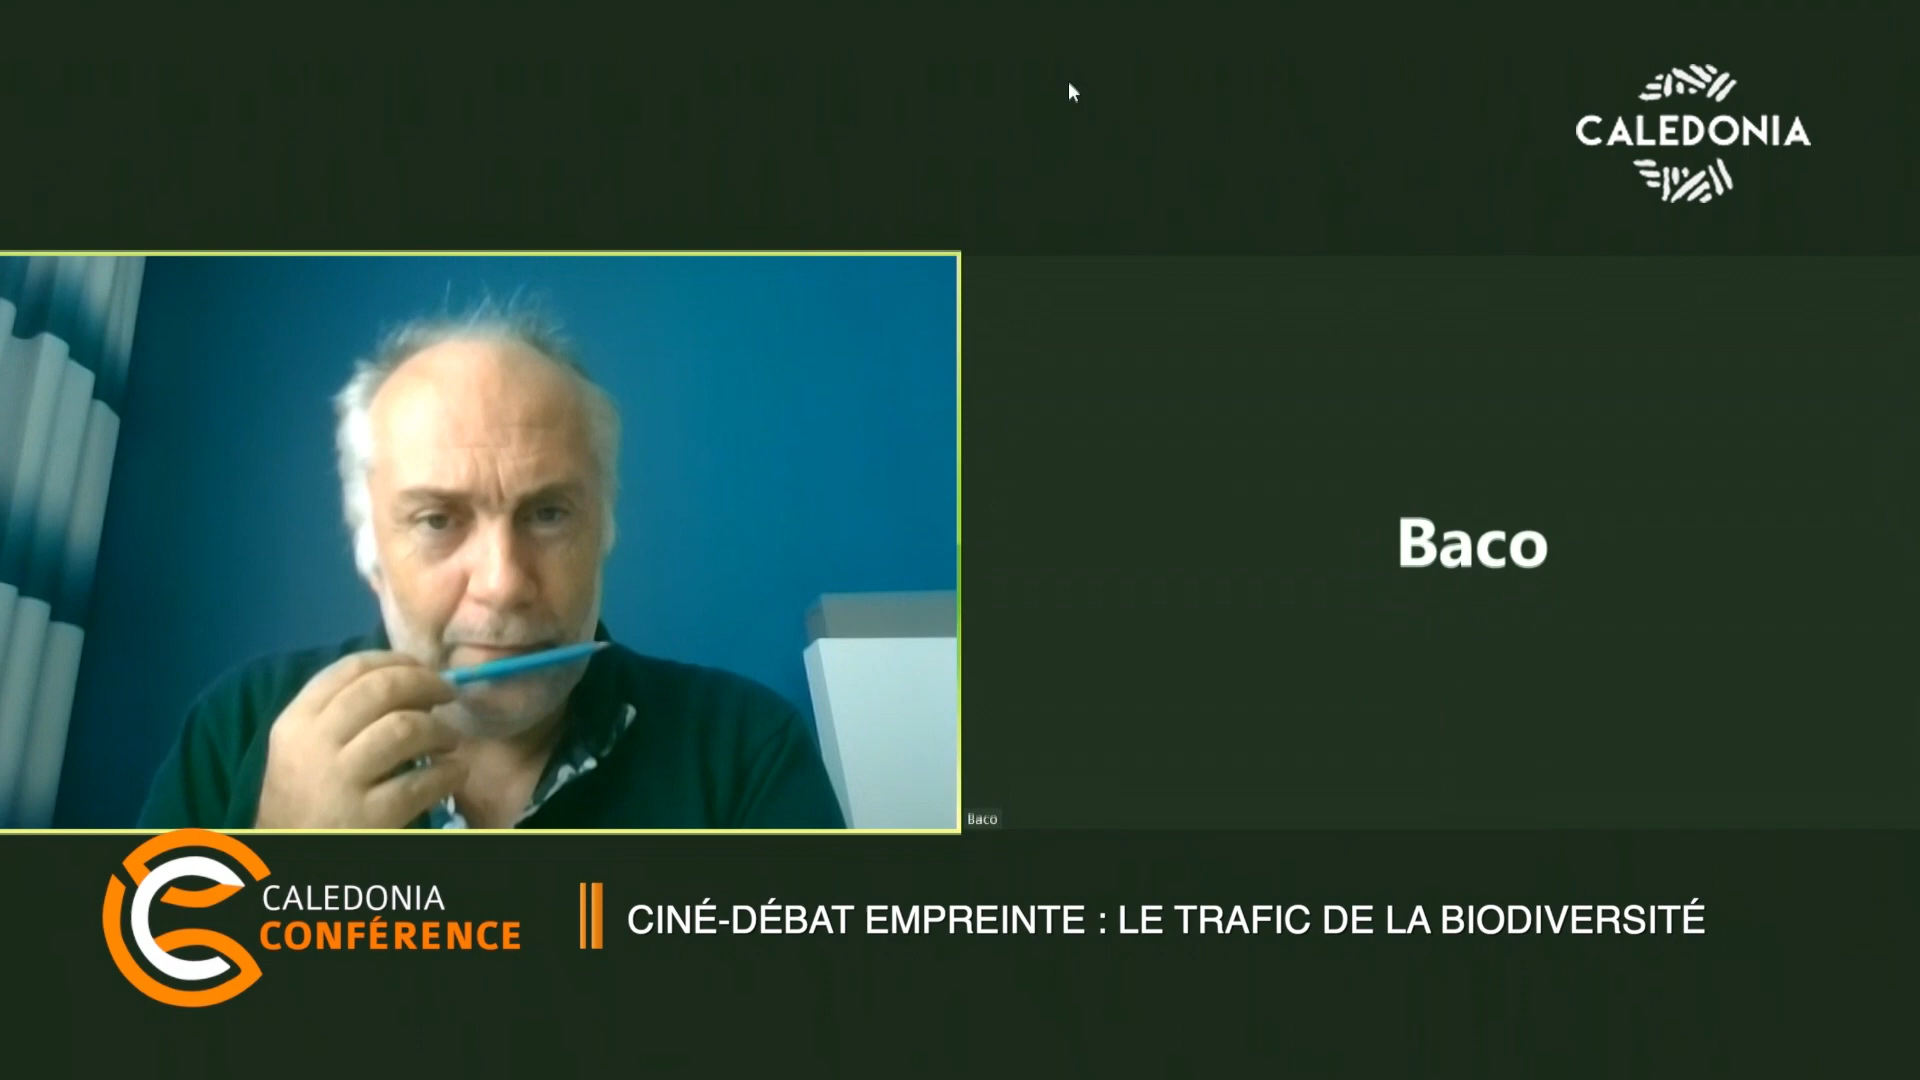 CALEDONIA
Baco
Baco
CALEDONIA
CONFÉRENCE
CINÉ-DÉBAT EMPREINTE : LE TRAFIC DE LA BIODIVERSITÉ